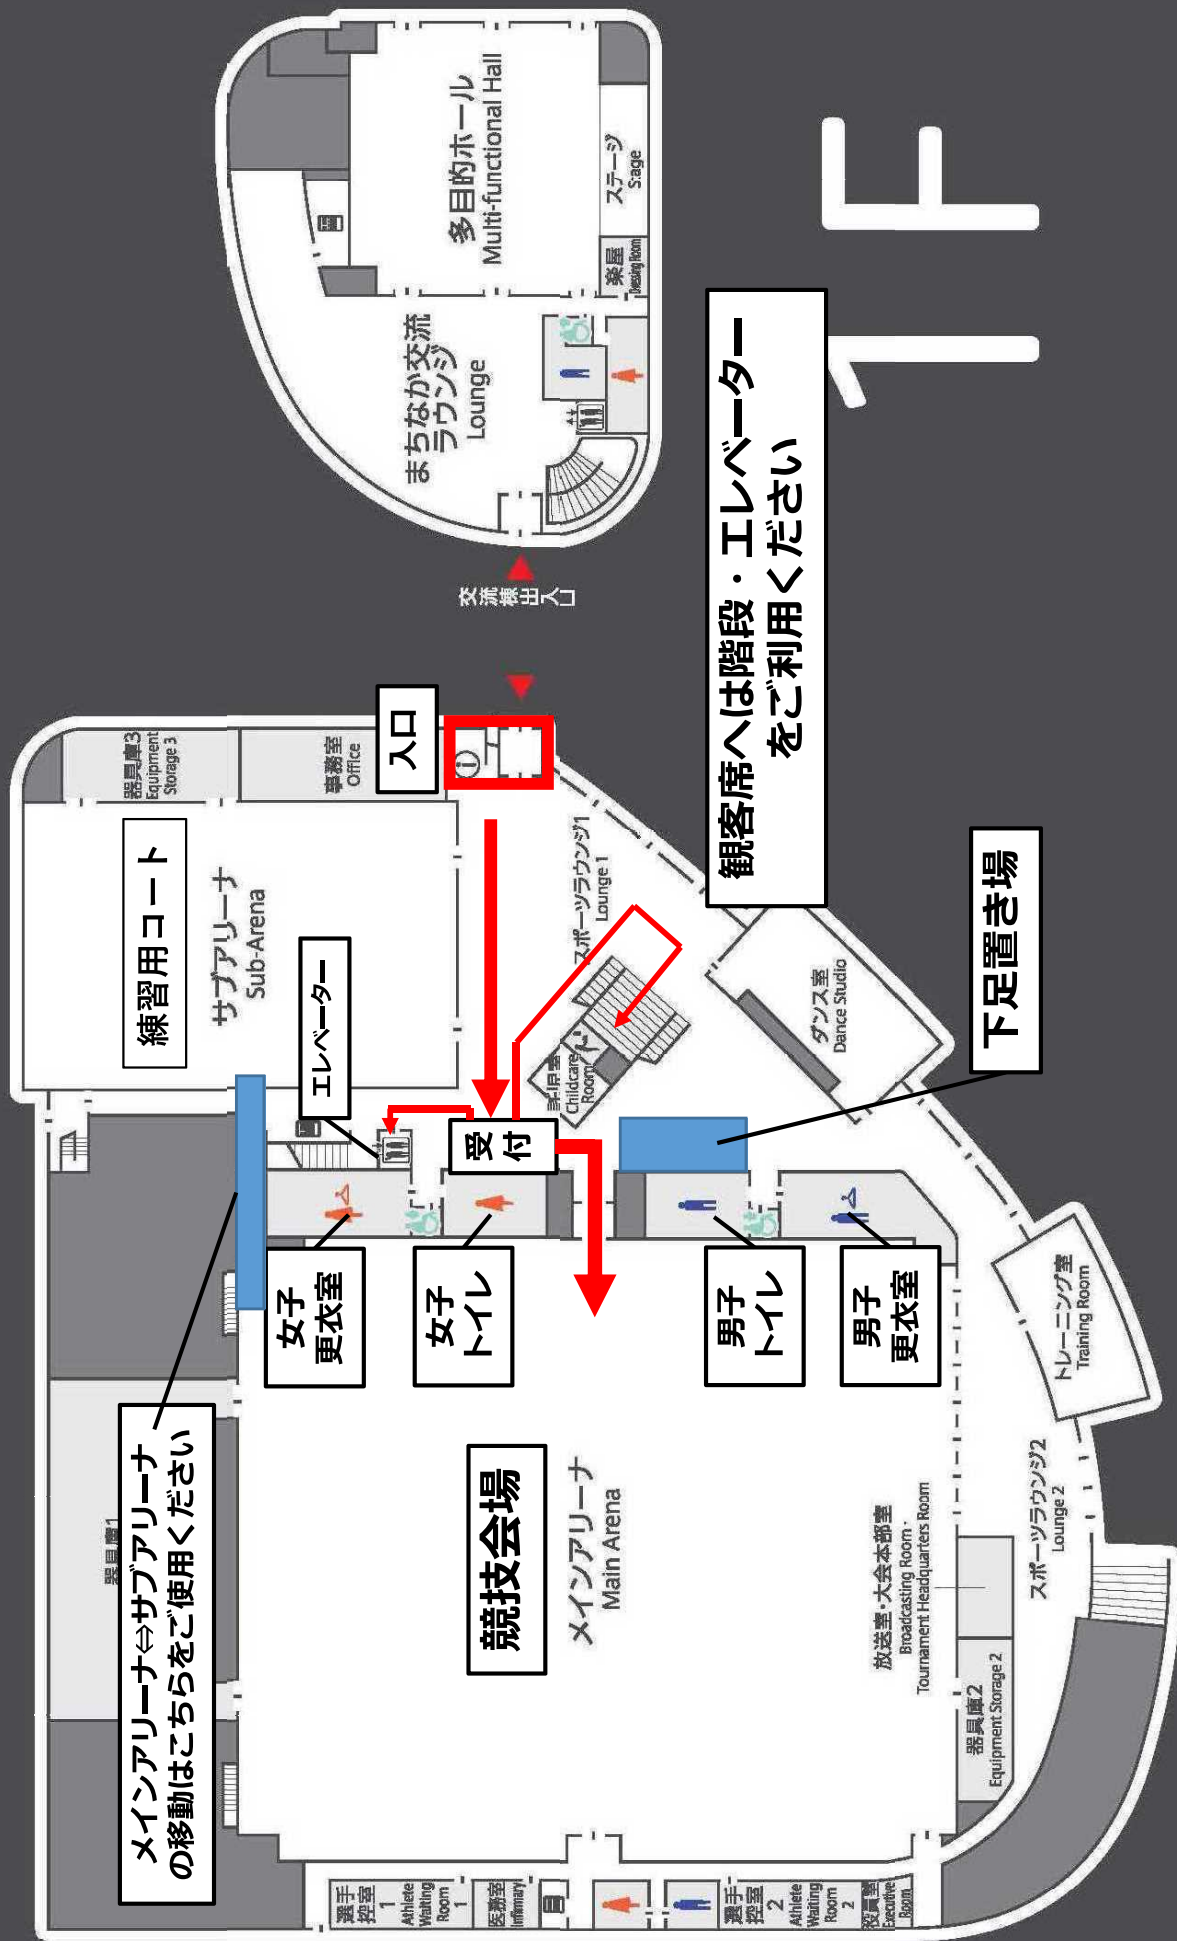 1F
多目的ホール
Multi-functional Hall
ステージ
Stage
楽屋
Dressing Room
まちなか交流
ラウンジ
Lounge
交流棟出入口
観客席へは階段・エレベーター
をご利用ください
入口
器具庫3
Equipment
Storage 3
事務室
Office
練習用コート
サブアリーナ
Sub-Arena
エレベーター
スポーツラウンジ1
Lounge 1
託児室
Childcare
Room
ダンス室
Dance Studio
下足置き場
受付
女子
更衣室
女子
トイレ
男子
トイレ
男子
更衣室
トレーニング室
Training Room
メインアリーナ⇔サブアリーナ
の移動はこちらをご使用ください
器具庫1
競技会場
メインアリーナ
Main Arena
放送室・大会本部室
Broadcasting Room ·
Tournament Headquarters Room
スポーツラウンジ2
Lounge 2
器具庫2
Equipment Storage 2
選手
控室
1
Athlete
Waiting
Room
1
医務室
Infirmary
選手
控室
2
Athlete
Waiting
Room
2
役員室
Executive
Room